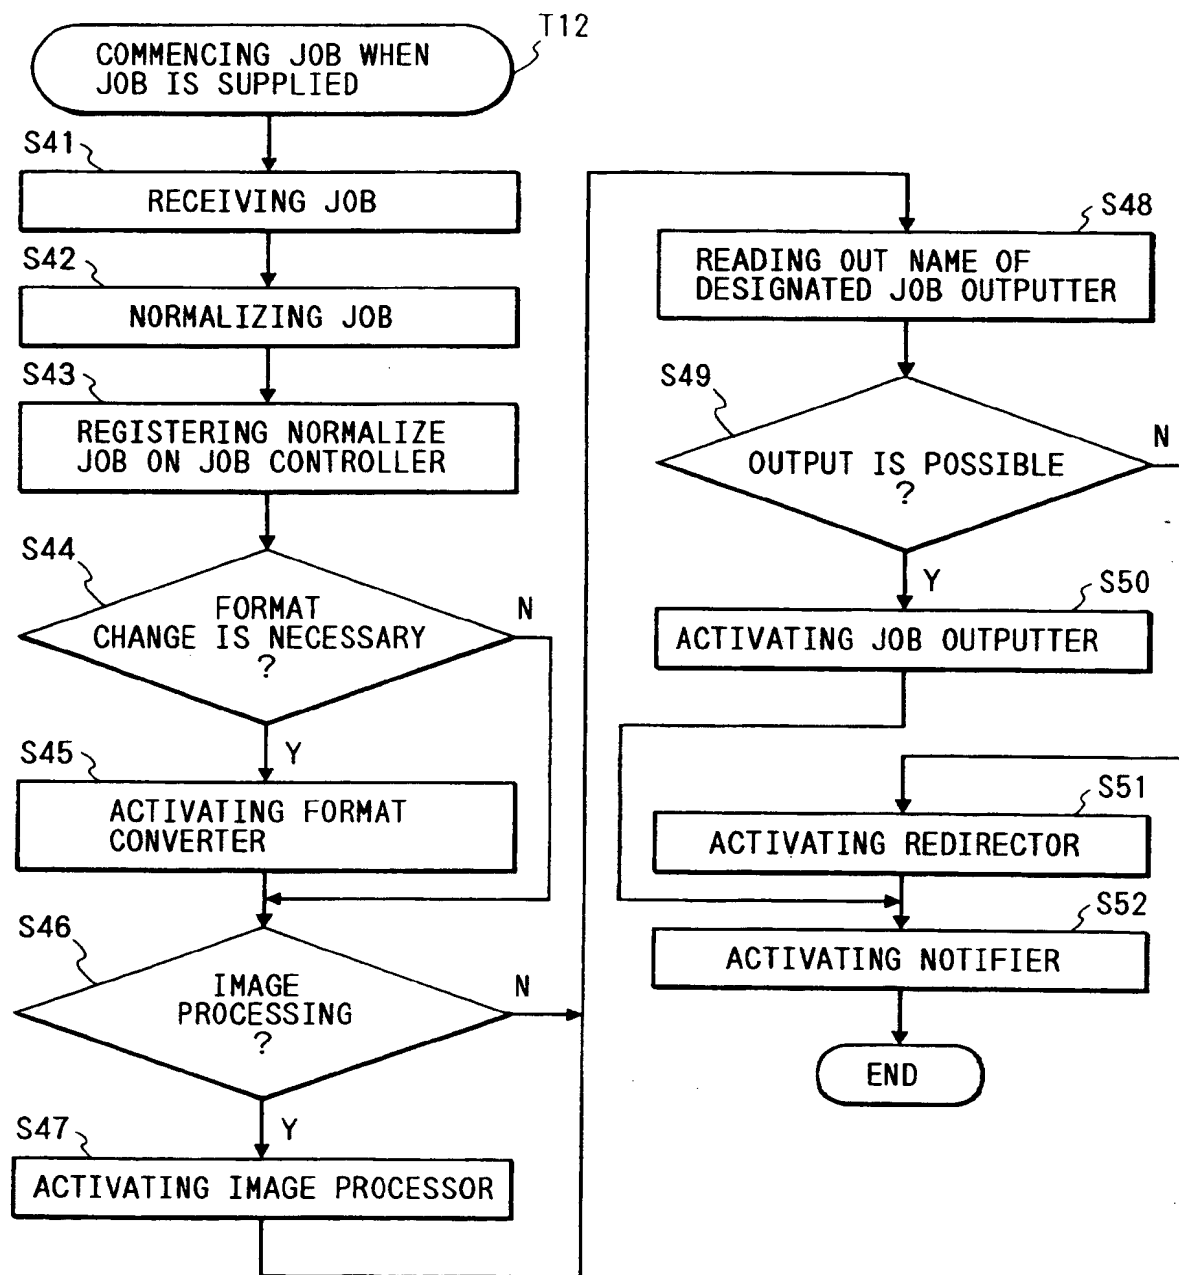 T12
COMMENCING JOB WHEN
JOB IS SUPPLIED
S41
RECEIVING JOB
S42
NORMALIZING JOB
S43
REGISTERING NORMALIZE
JOB ON JOB CONTROLLER
S44
FORMAT
CHANGE IS NECESSARY
?
N
Y
S45
ACTIVATING FORMAT
CONVERTER
S46
IMAGE
PROCESSING
?
N
Y
S47
ACTIVATING IMAGE PROCESSOR
S48
READING OUT NAME OF
DESIGNATED JOB OUTPUTTER
S49
OUTPUT IS POSSIBLE
?
N
Y
S50
ACTIVATING JOB OUTPUTTER
S51
ACTIVATING REDIRECTOR
S52
ACTIVATING NOTIFIER
END